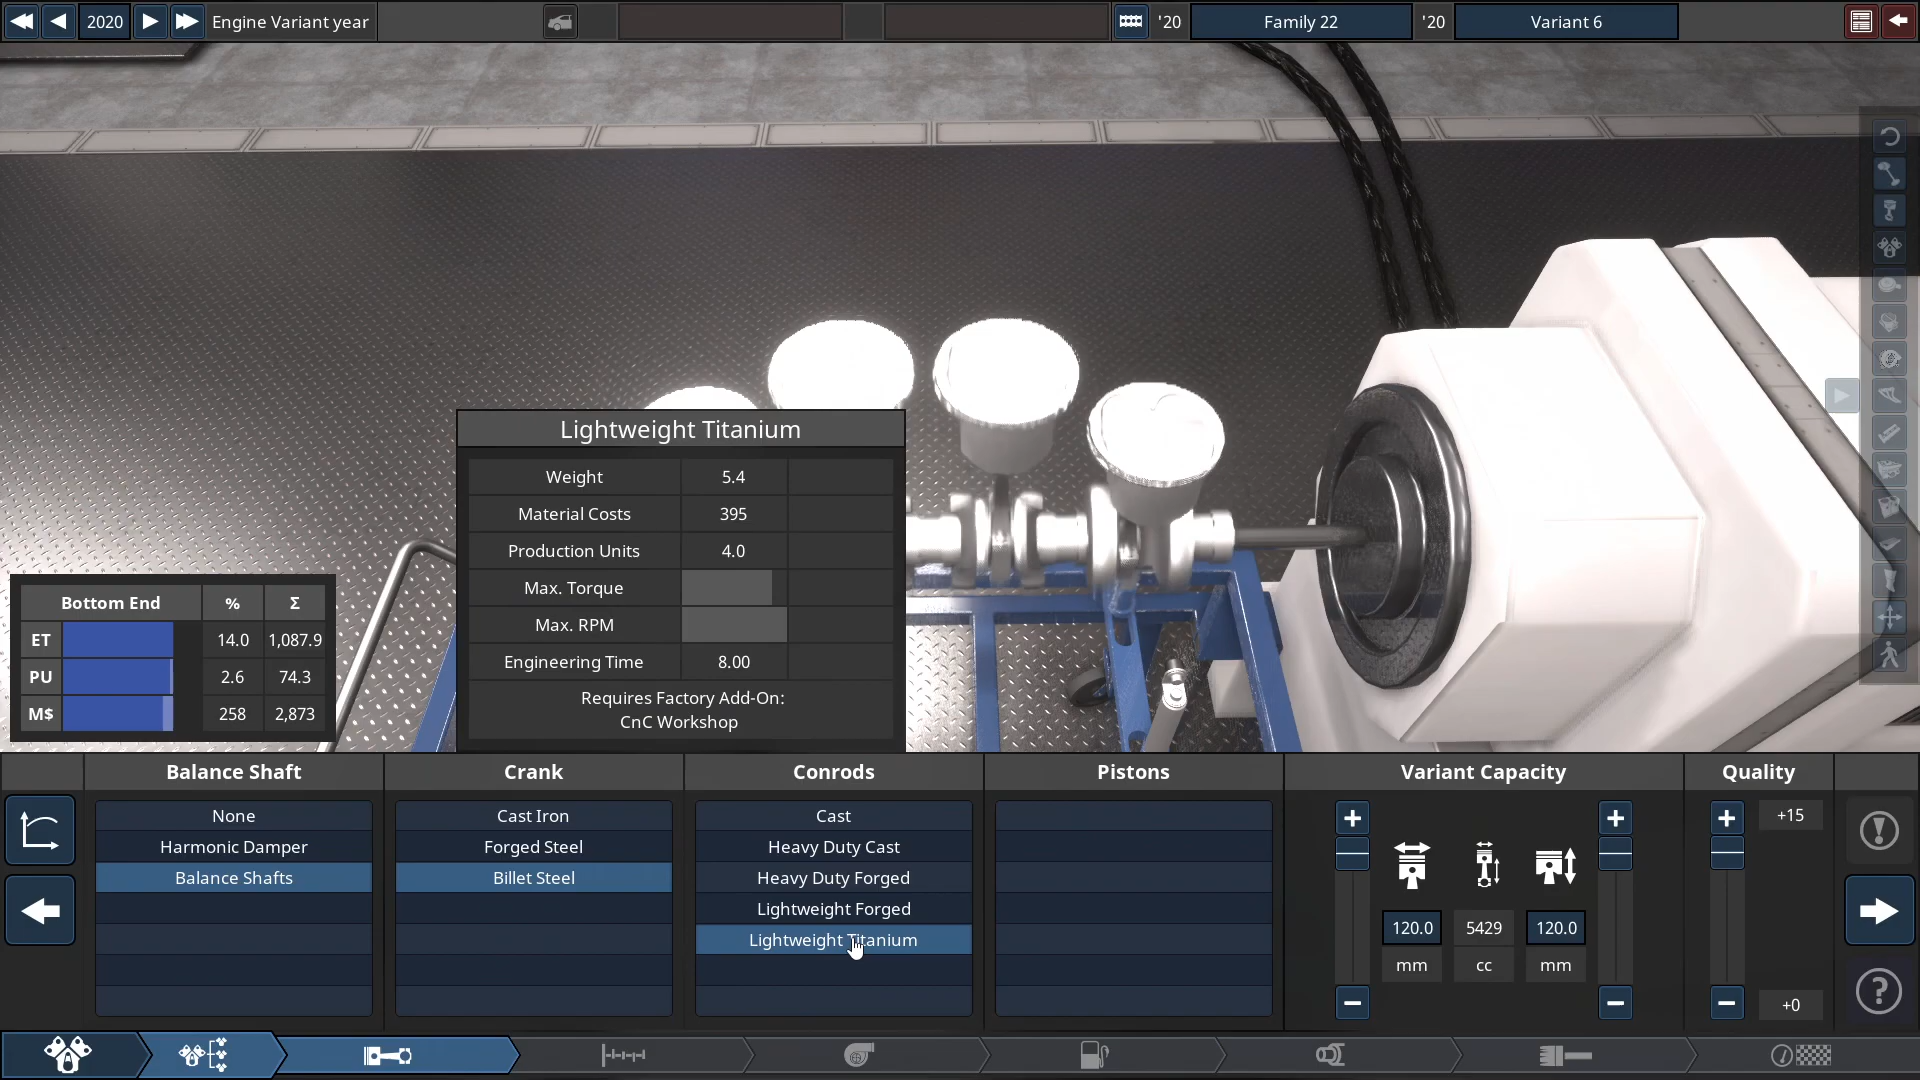 2020
Engine Variant year
'20
Family 22
'20
Variant 6
Lightweight Titanium
Weight 5.4
Material Costs 395
Production Units 4.0
Max. Torque
Max. RPM
Engineering Time 8.00
Requires Factory Add-On:
CnC Workshop
Bottom End % Σ
ET 14.0 1,087.9
PU 2.6 74.3
M$ 258 2,873
Balance Shaft
None
Harmonic Damper
Balance Shafts
Crank
Cast Iron
Forged Steel
Billet Steel
Conrods
Cast
Heavy Duty Cast
Heavy Duty Forged
Lightweight Forged
Lightweight Titanium
Pistons
Variant Capacity
120.0 5429 120.0
mm cc mm
Quality
+15
+0